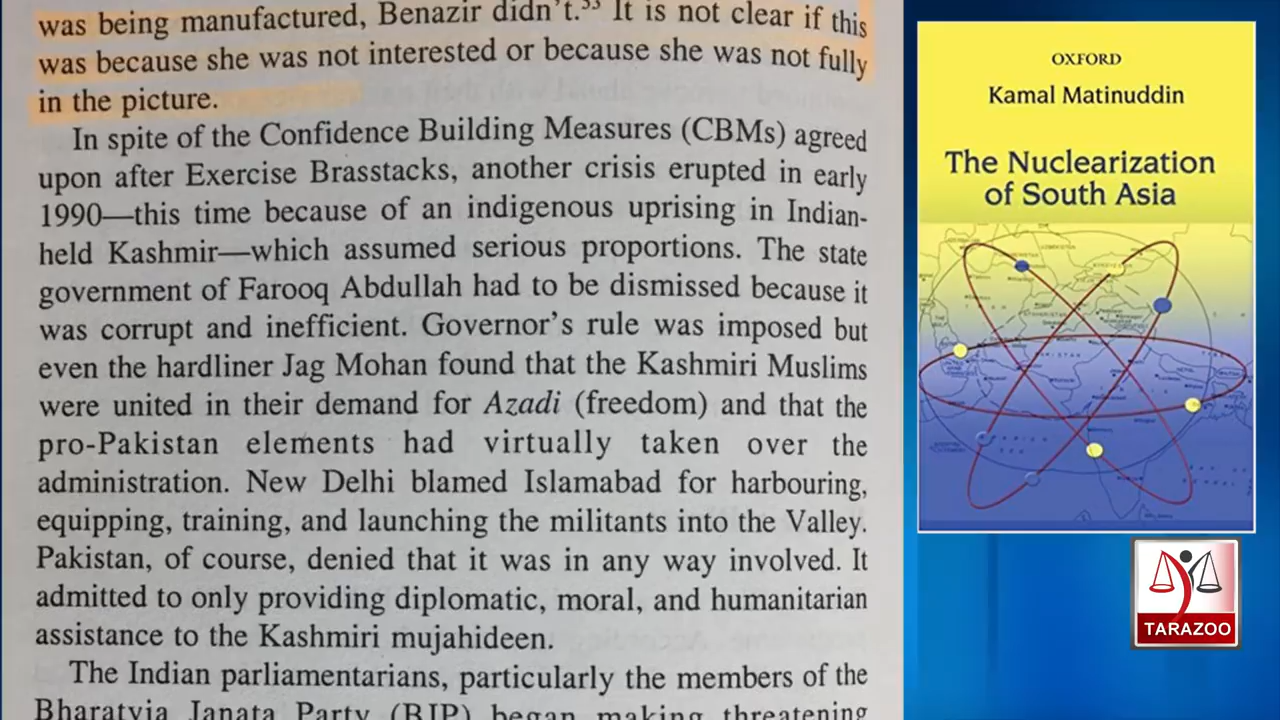 was being manufactured, Benazir didn't.⁵³ It is not clear if this
was because she was not interested or because she was not fully
in the picture.
In spite of the Confidence Building Measures (CBMs) agreed
upon after Exercise Brasstacks, another crisis erupted in early
1990—this time because of an indigenous uprising in Indian-
held Kashmir—which assumed serious proportions. The state
government of Farooq Abdullah had to be dismissed because it
was corrupt and inefficient. Governor's rule was imposed but
even the hardliner Jag Mohan found that the Kashmiri Muslims
were united in their demand for Azadi (freedom) and that the
pro-Pakistan elements had virtually taken over the
administration. New Delhi blamed Islamabad for harbouring,
equipping, training, and launching the militants into the Valley.
Pakistan, of course, denied that it was in any way involved. It
admitted to only providing diplomatic, moral, and humanitarian
assistance to the Kashmiri mujahideen.
The Indian parliamentarians, particularly the members of the
Bharatyia Janata Party (BJP) began making threatening
OXFORD
Kamal Matinuddin
The Nuclearization
of South Asia
TARAZOO